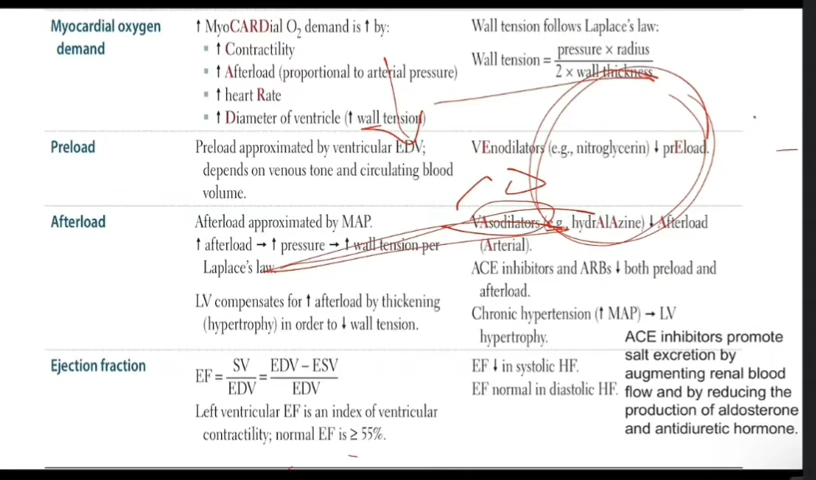 Myocardial oxygen
demand
↑ MyoCARDial O₂ demand is ↑ by:
▪ ↑ Contractility
▪ ↑ Afterload (proportional to arterial pressure)
▪ ↑ heart Rate
▪ ↑ Diameter of ventricle (↑ wall tension)
Wall tension follows Laplace's law:
Wall tension = pressure × radius
2 × wall thickness
Preload
Preload approximated by ventricular EDV;
depends on venous tone and circulating blood
volume.
VEnodilators (e.g., nitroglycerin) ↓ prEload.
Afterload
Afterload approximated by MAP.
↑ afterload → ↑ pressure → ↑ wall tension per
Laplace's law.
LV compensates for ↑ afterload by thickening
(hypertrophy) in order to ↓ wall tension.
VAsodilators (e.g., hydrAlAzine) ↓ Afterload
(Arterial).
ACE inhibitors and ARBs ↓ both preload and
afterload.
Chronic hypertension (↑ MAP) → LV
hypertrophy.
Ejection fraction
EF = SV/EDV = EDV − ESV/EDV
Left ventricular EF is an index of ventricular
contractility; normal EF is ≥ 55%.
EF ↓ in systolic HF.
EF normal in diastolic HF.
ACE inhibitors promote
salt excretion by
augmenting renal blood
flow and by reducing the
production of aldosterone
and antidiuretic hormone.